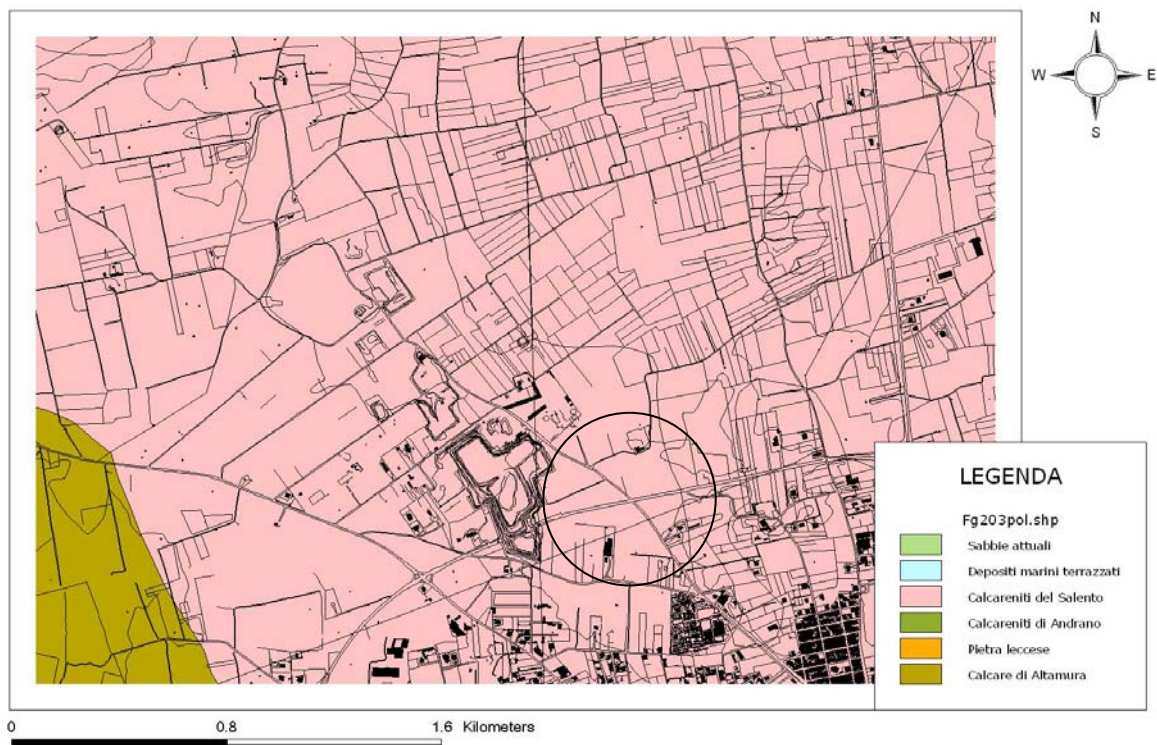 N
W E
S
LEGENDA
Fg203pol.shp
Sabbie attuali
Depositi marini terrazzati
Calcareniti del Salento
Calcareniti di Andrano
Pietra leccese
Calcare di Altamura
0 0.8 1.6 Kilometers